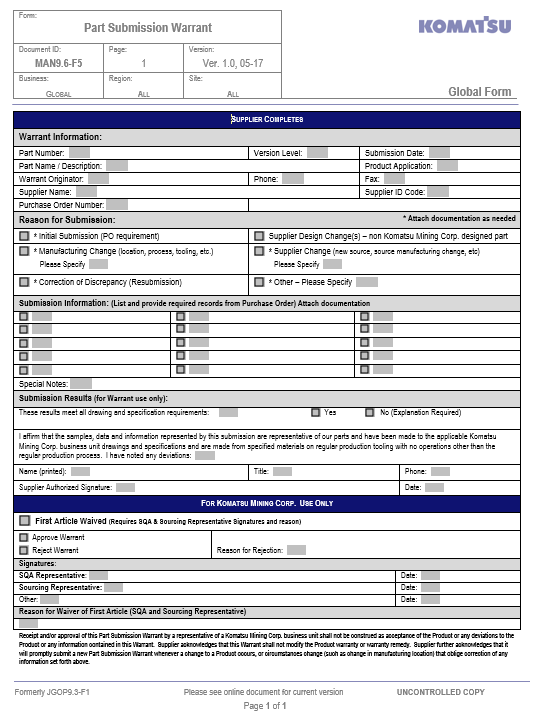 Form:
Part Submission Warrant
KOMATSU
Document ID:
Page:
Version:
MAN9.6-F5
1
Ver. 1.0, 05-17
Business:
Region:
Site:
GLOBAL
ALL
ALL
Global Form
SUPPLIER COMPLETES
Warrant Information:
Part Number:
Version Level:
Submission Date:
Part Name / Description:
Product Application:
Warrant Originator:
Phone:
Fax:
Supplier Name:
Supplier ID Code:
Purchase Order Number:
Reason for Submission:
* Attach documentation as needed
* Initial Submission (PO requirement)
Supplier Design Change(s) – non Komatsu Mining Corp. designed part
* Manufacturing Change (location, process, tooling, etc.)
* Supplier Change (new source, source manufacturing change, etc)
Please Specify
Please Specify
* Correction of Discrepancy (Resubmission)
* Other – Please Specify
Submission Information: (List and provide required records from Purchase Order) Attach documentation
Special Notes:
Submission Results (for Warrant use only):
These results meet all drawing and specification requirements:
Yes
No (Explanation Required)
I affirm that the samples, data and information represented by this submission are representative of our parts and have been made to the applicable Komatsu
Mining Corp. business unit drawings and specifications and are made from specified materials on regular production tooling with no operations other than the
regular production process. I have noted any deviations:
Name (printed):
Title:
Phone:
Supplier Authorized Signature:
Date:
FOR KOMATSU MINING CORP. USE ONLY
First Article Waived (Requires SQA & Sourcing Representative Signatures and reason)
Approve Warrant
Reject Warrant
Reason for Rejection:
Signatures:
SQA Representative:
Date:
Sourcing Representative:
Date:
Other:
Date:
Reason for Waiver of First Article (SQA and Sourcing Representative)
Receipt and/or approval of this Part Submission Warrant by a representative of a Komatsu Mining Corp. business unit shall not be construed as acceptance of the Product or any deviations to the
Product or any information contained in this Warrant. Supplier acknowledges that this Warrant shall not modify the Product warranty or warranty remedy. Supplier further acknowledges that it
will promptly submit a new Part Submission Warrant whenever a change to a Product occurs, or circumstances change (such as change in manufacturing location) that oblige correction of any
information set forth above.
Formerly JGOP9.3-F1
Please see online document for current version
UNCONTROLLED COPY
Page 1 of 1